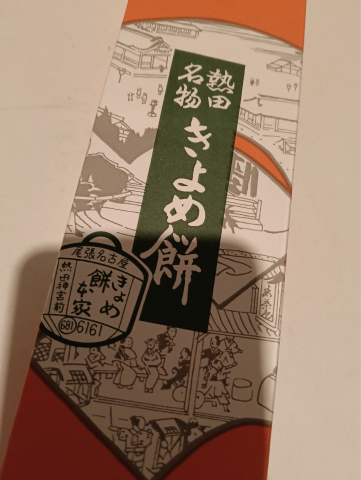 熱田
名物
きよめ餅
尾張名古屋
きよめ
餅总本家
熱田神宮前
(681)6161